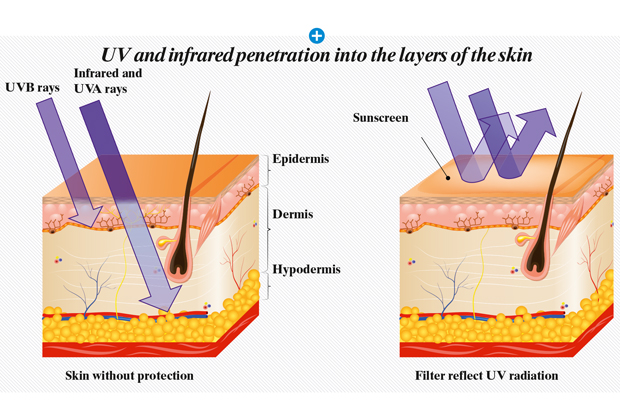 UV and infrared penetration into the layers of the skin
UVB rays
Infrared and
UVA rays
Epidermis
Dermis
Hypodermis
Skin without protection
Sunscreen
Filter reflect UV radiation